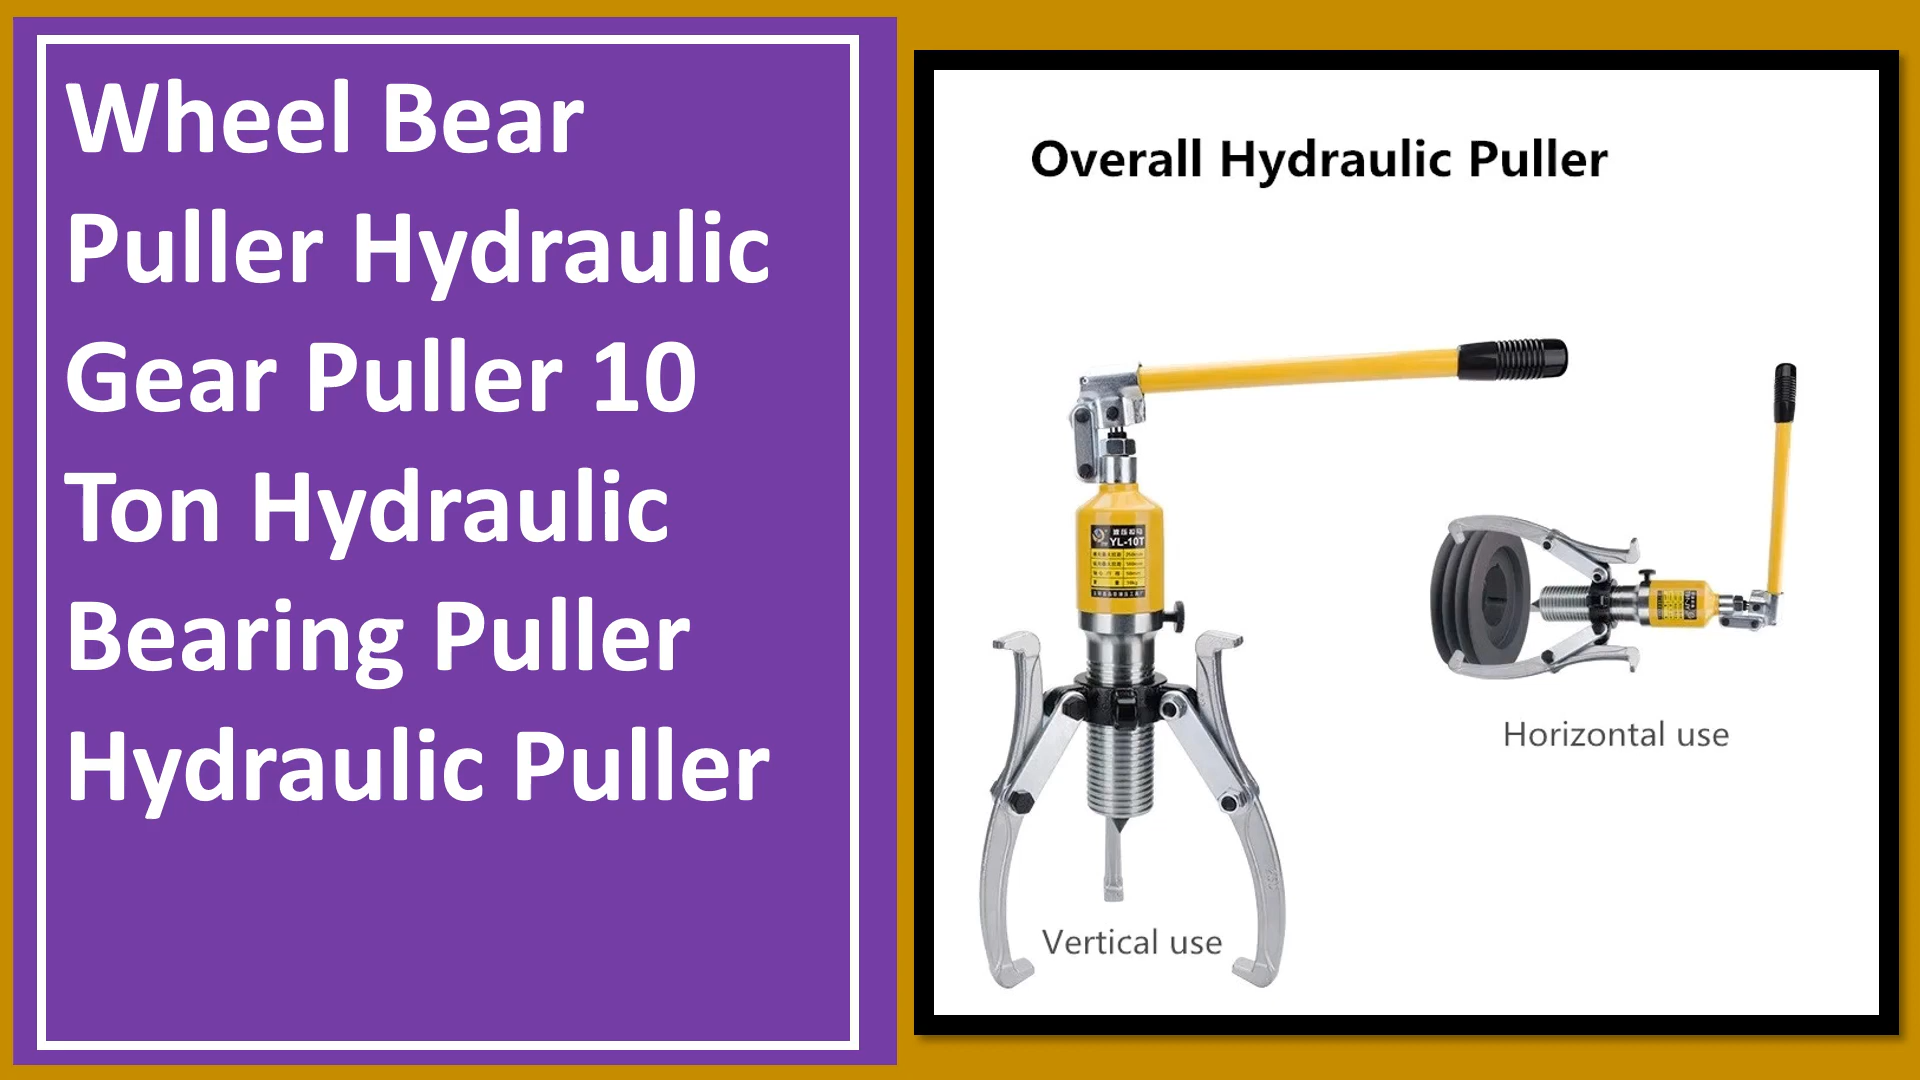 Wheel Bear
Puller Hydraulic
Gear Puller 10
Ton Hydraulic
Bearing Puller
Hydraulic Puller
Overall Hydraulic Puller
YL-10T
Horizontal use
Vertical use